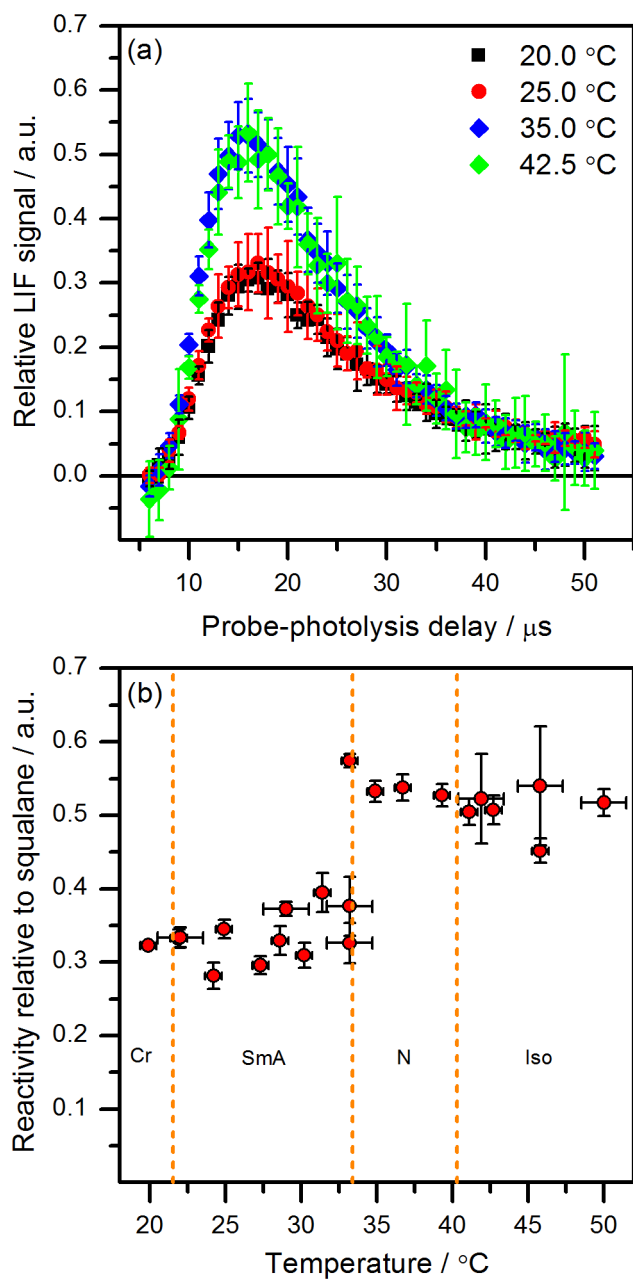 0.7
(a)
20.0 °C
0.6
25.0 °C
35.0 °C
0.5
42.5 °C
0.4
0.3
0.2
0.1
0.0
Relative LIF signal / a.u.
10 20 30 40 50
Probe-photolysis delay / μs
0.7
(b)
0.6
0.5
0.4
0.3
0.2
0.1
Reactivity relative to squalane / a.u.
Cr SmA N Iso
20 25 30 35 40 45 50
Temperature / °C